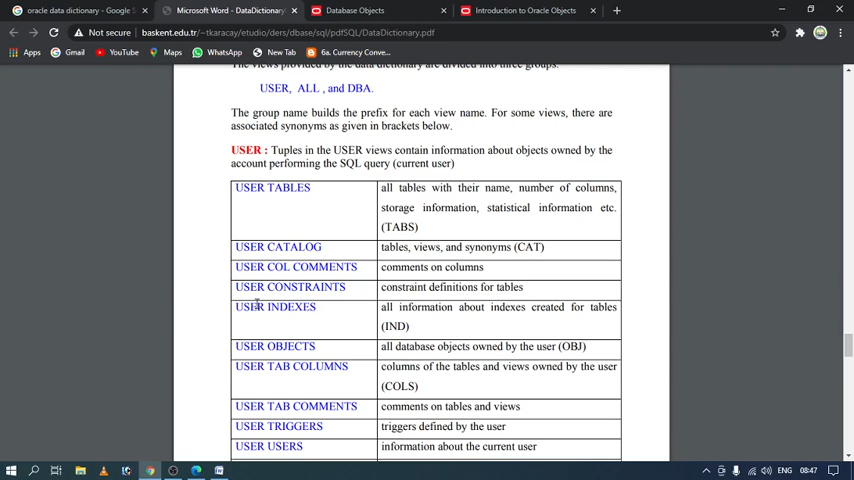 oracle data dictionary - Google S
Microsoft Word - DataDictionary
Database Objects
Introduction to Oracle Objects
Not secure
baskent.edu.tr/~tkaracay/etudio/ders/dbase/sql/pdfSQL/DataDictionary.pdf
Apps
Gmail
YouTube
Maps
WhatsApp
Job Search
6a. Currency Conve...
The views provided by the data dictionary are divided into three groups:
USER, ALL , and DBA.
The group name builds the prefix for each view name. For some views, there are
associated synonyms as given in brackets below.
USER : Tuples in the USER views contain information about objects owned by the
account performing the SQL query (current user)
USER TABLES
all tables with their name, number of columns,
storage information, statistical information etc.
(TABS)
USER CATALOG
tables, views, and synonyms (CAT)
USER COL COMMENTS
comments on columns
USER CONSTRAINTS
constraint definitions for tables
USER INDEXES
all information about indexes created for tables
(IND)
USER OBJECTS
all database objects owned by the user (OBJ)
USER TAB COLUMNS
columns of the tables and views owned by the user
(COLS)
USER TAB COMMENTS
comments on tables and views
USER TRIGGERS
triggers defined by the user
USER USERS
information about the current user
ENG
08:47